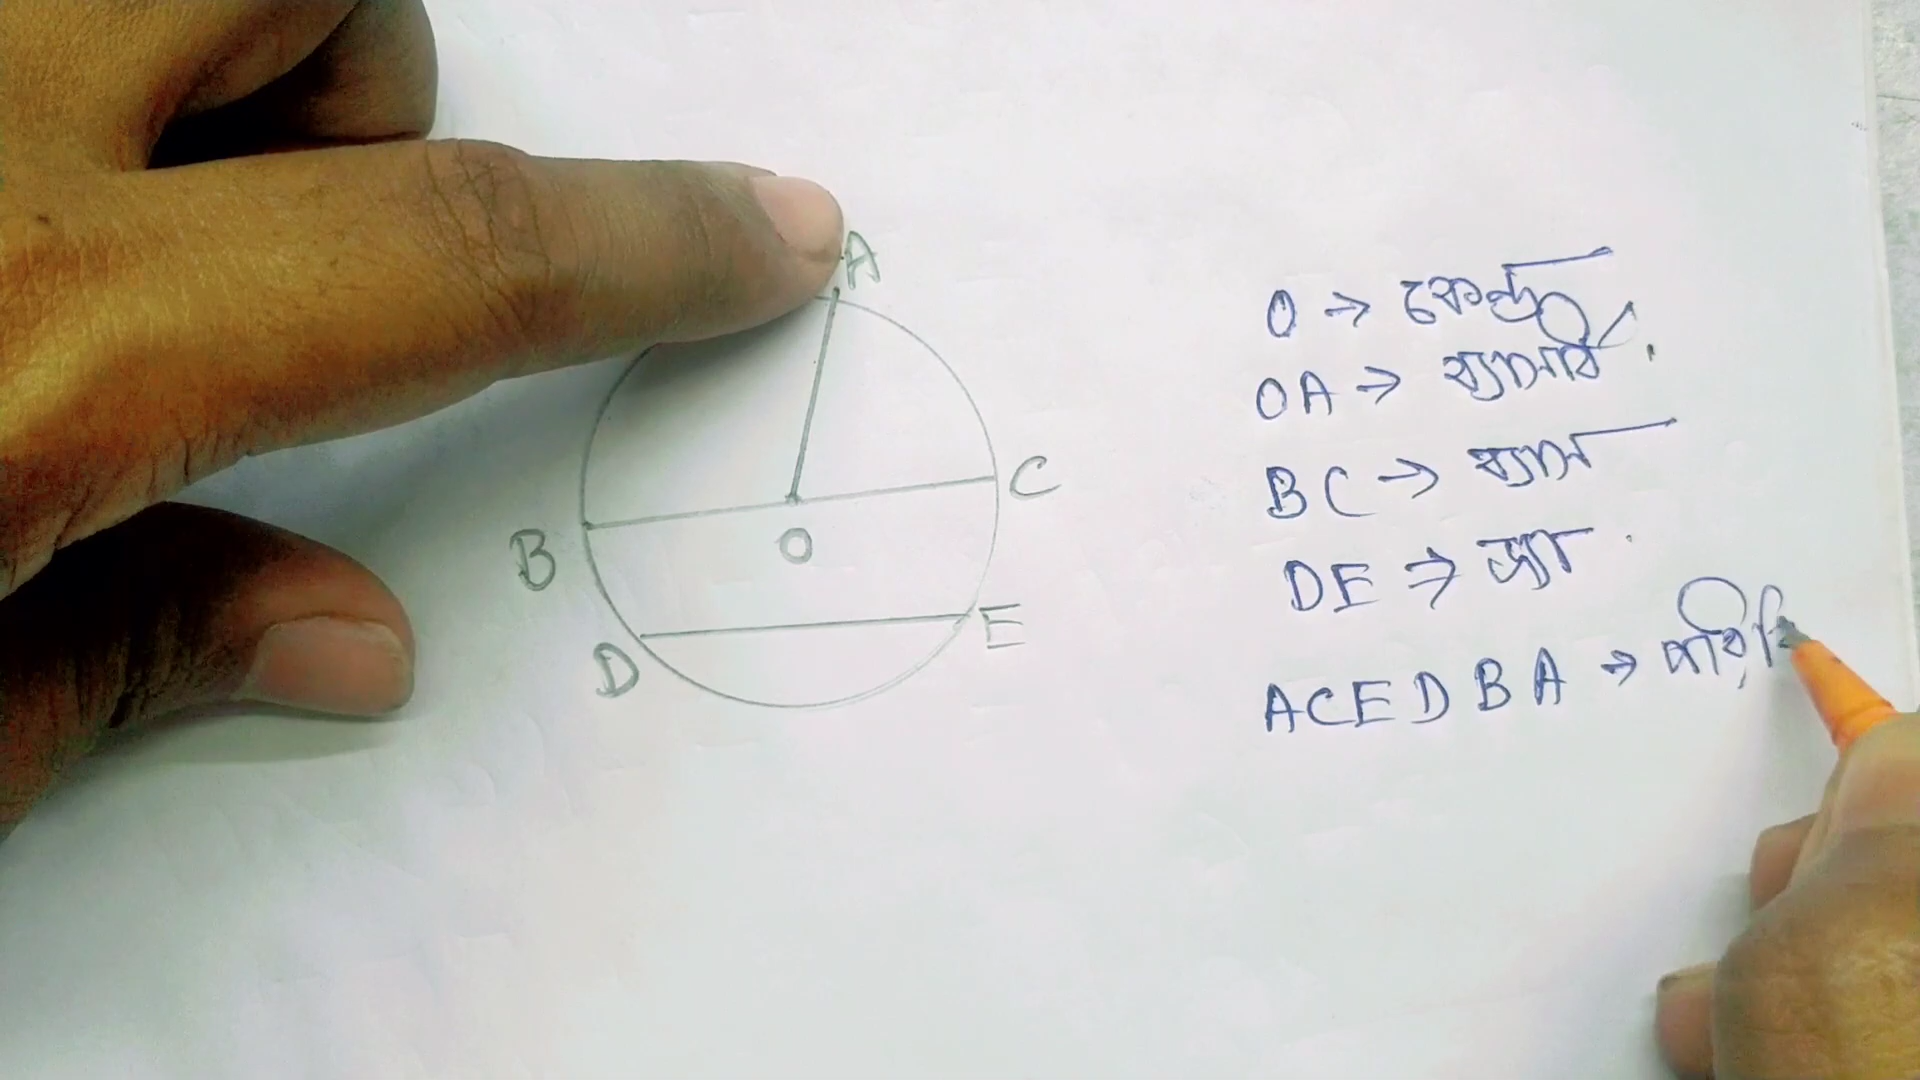 A
C
B
O
E
D
O → কেন্দ্র
OA → ব্যাসার্ধ
BC → ব্যাস
DE ⇒ জ্যা
ACEDBA → পরিধি